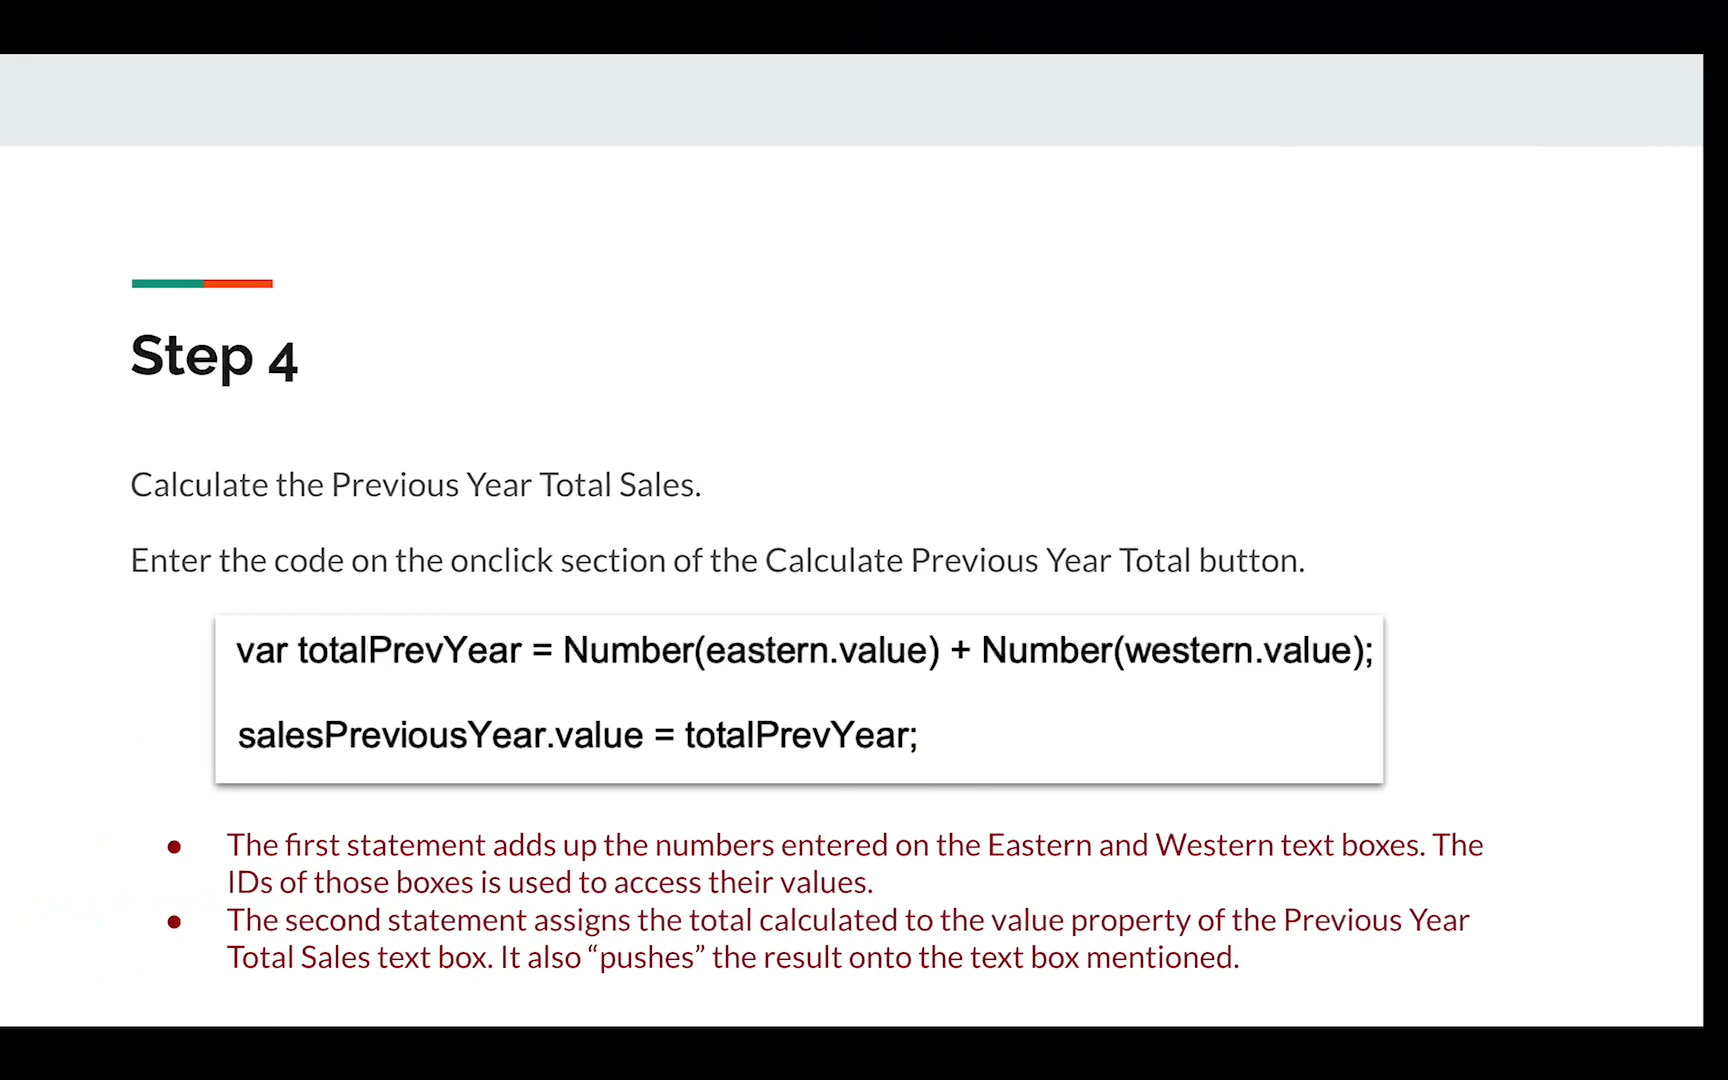 Step 4
Calculate the Previous Year Total Sales.
Enter the code on the onclick section of the Calculate Previous Year Total button.
var totalPrevYear = Number(eastern.value) + Number(western.value);
salesPreviousYear.value = totalPrevYear;
● The first statement adds up the numbers entered on the Eastern and Western text boxes. The
IDs of those boxes is used to access their values.
● The second statement assigns the total calculated to the value property of the Previous Year
Total Sales text box. It also “pushes” the result onto the text box mentioned.